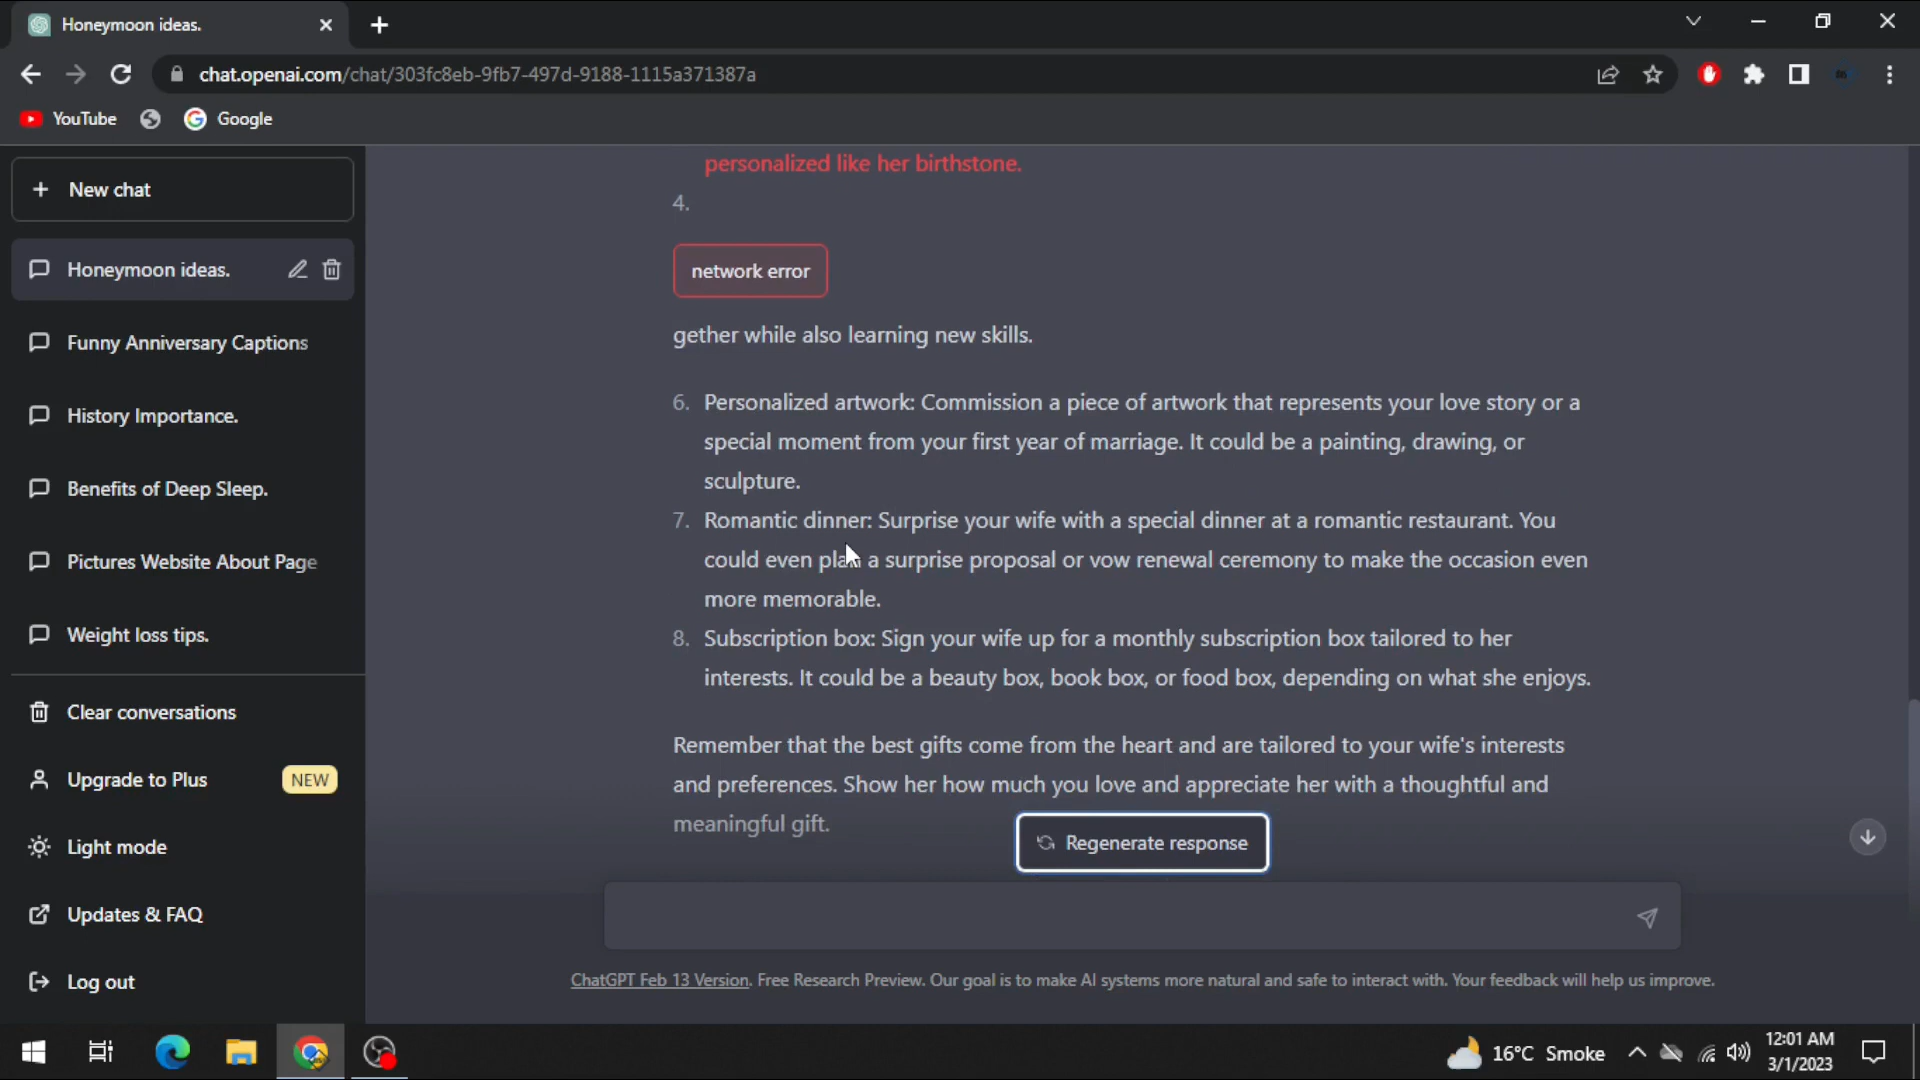 Honeymoon ideas.
chat.openai.com/chat/303fc8eb-9fb7-497d-9188-1115a371387a
YouTube
Google
New chat
Honeymoon ideas.
Funny Anniversary Captions
History Importance.
Benefits of Deep Sleep.
Pictures Website About Page
Weight loss tips.
Clear conversations
Upgrade to Plus NEW
Light mode
Updates & FAQ
Log out
personalized like her birthstone.
4.
network error
gether while also learning new skills.
6. Personalized artwork: Commission a piece of artwork that represents your love story or a
special moment from your first year of marriage. It could be a painting, drawing, or
sculpture.
7. Romantic dinner: Surprise your wife with a special dinner at a romantic restaurant. You
could even plan a surprise proposal or vow renewal ceremony to make the occasion even
more memorable.
8. Subscription box: Sign your wife up for a monthly subscription box tailored to her
interests. It could be a beauty box, book box, or food box, depending on what she enjoys.
Remember that the best gifts come from the heart and are tailored to your wife's interests
and preferences. Show her how much you love and appreciate her with a thoughtful and
meaningful gift.
Regenerate response
ChatGPT Feb 13 Version. Free Research Preview. Our goal is to make AI systems more natural and safe to interact with. Your feedback will help us improve.
16°C Smoke
12:01 AM
3/1/2023